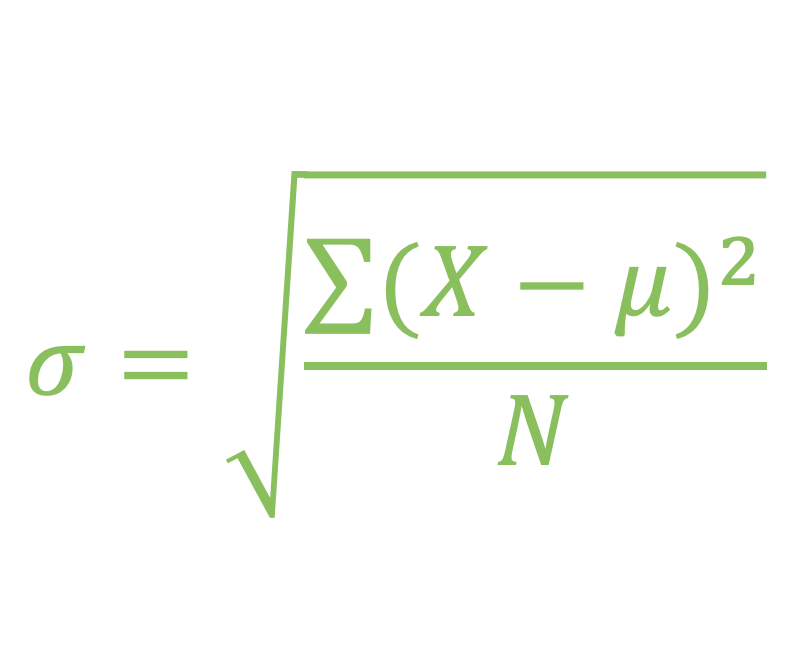 σ = √(∑(X − μ)² / N)